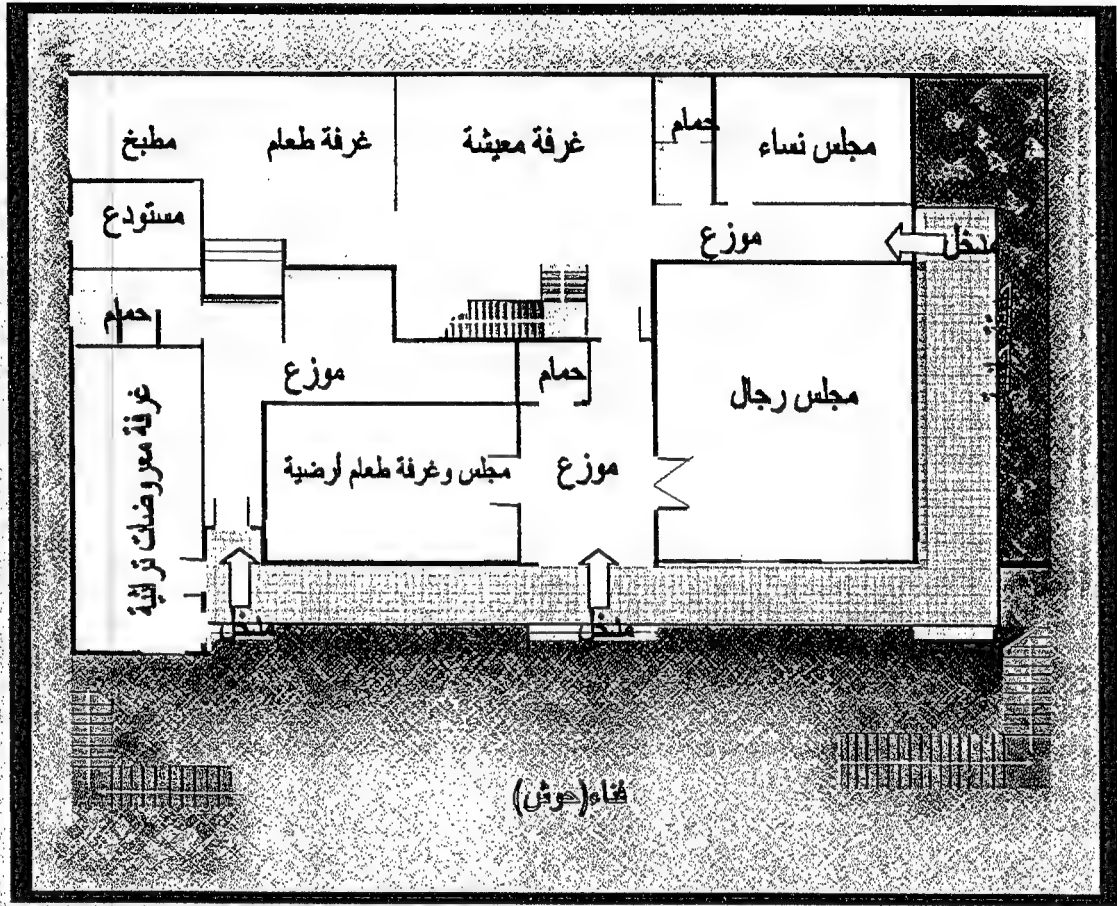 مجلس نساء
حمام
غرفة معيشة
غرفة طعام
مطبخ
مستودع
موزع
مدخل
حمام
موزع
حمام
مجلس رجال
مجلس وغرفة طعام أرضية
موزع
غرفة معروضات تراثية
مدخل
مدخل
فناء(حوش)